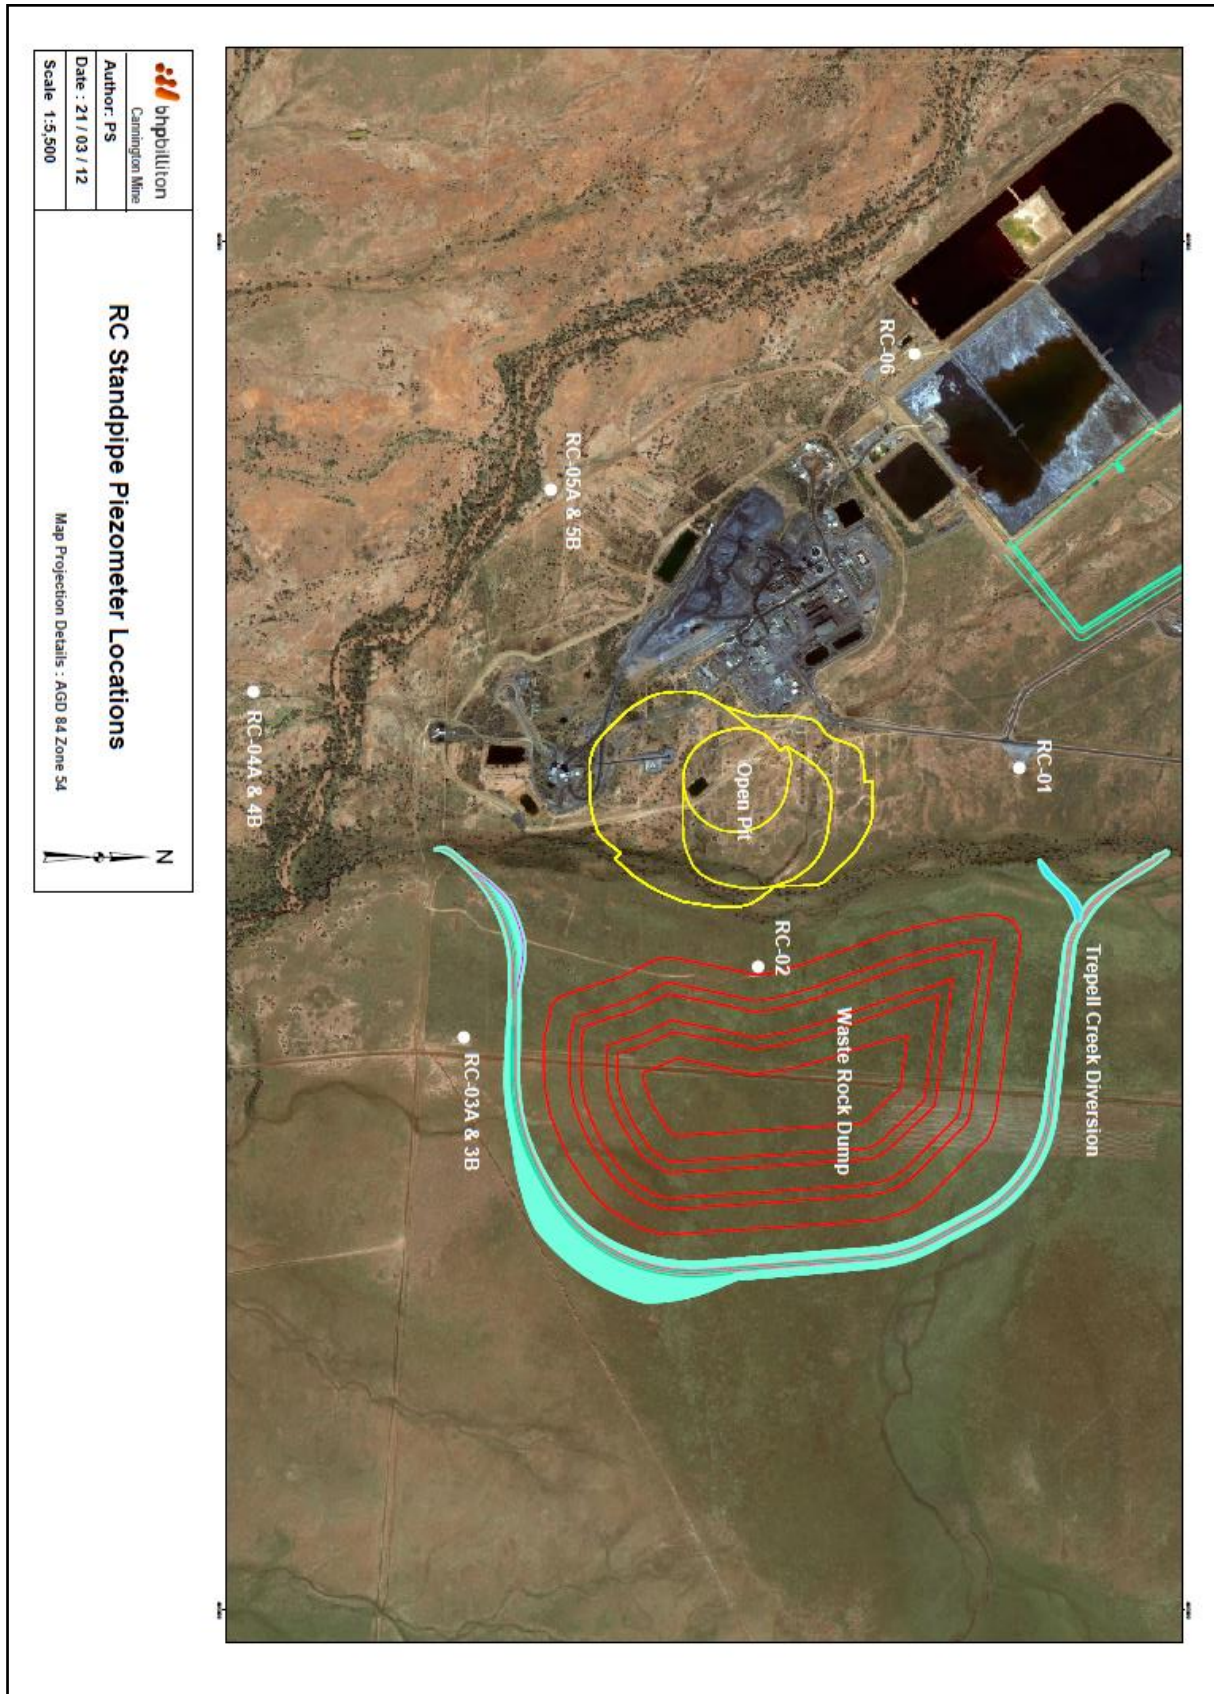 bhpbilliton
Cannington Mine
Author: PS
Date : 21 / 03 / 12
Scale 1:5,500
RC Standpipe Piezometer Locations
Map Projection Details : AGD 84 Zone 54
N
RC-06
RC-05A & 5B
RC-04A & 4B
RC-01
Open Pit
RC-02
Trepell Creek Diversion
Waste Rock Dump
RC-03A & 3B